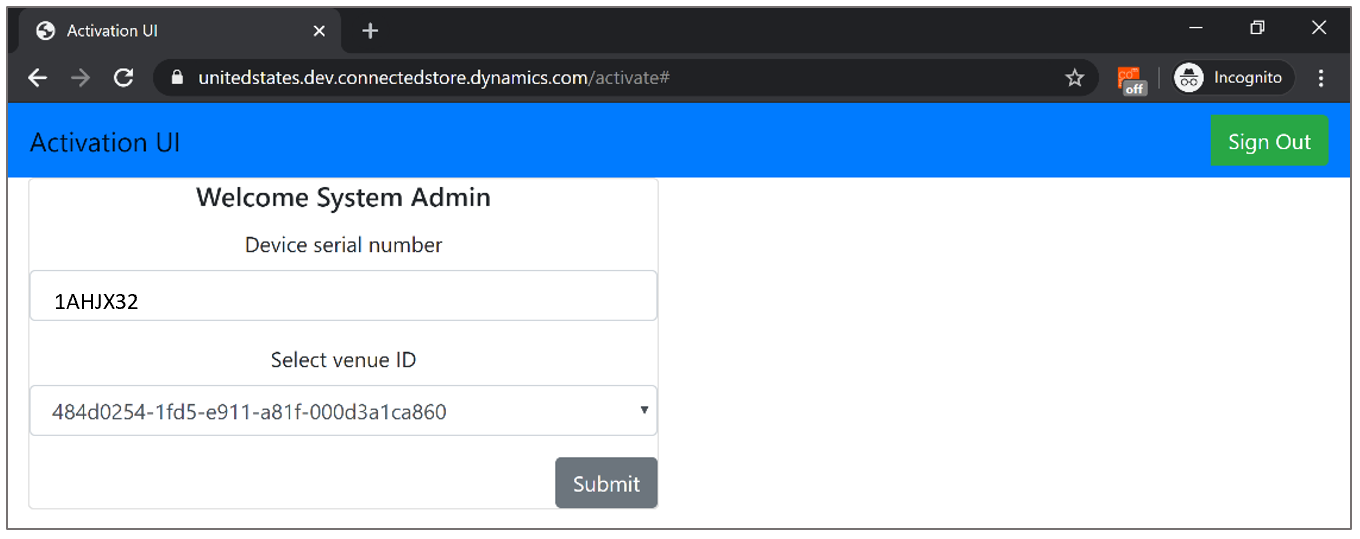 Activation UI
unitedstates.dev.connectedstore.dynamics.com/activate#
off
Incognito
Activation UI
Sign Out
Welcome System Admin
Device serial number
1AHJX32
Select venue ID
484d0254-1fd5-e911-a81f-000d3a1ca860
Submit